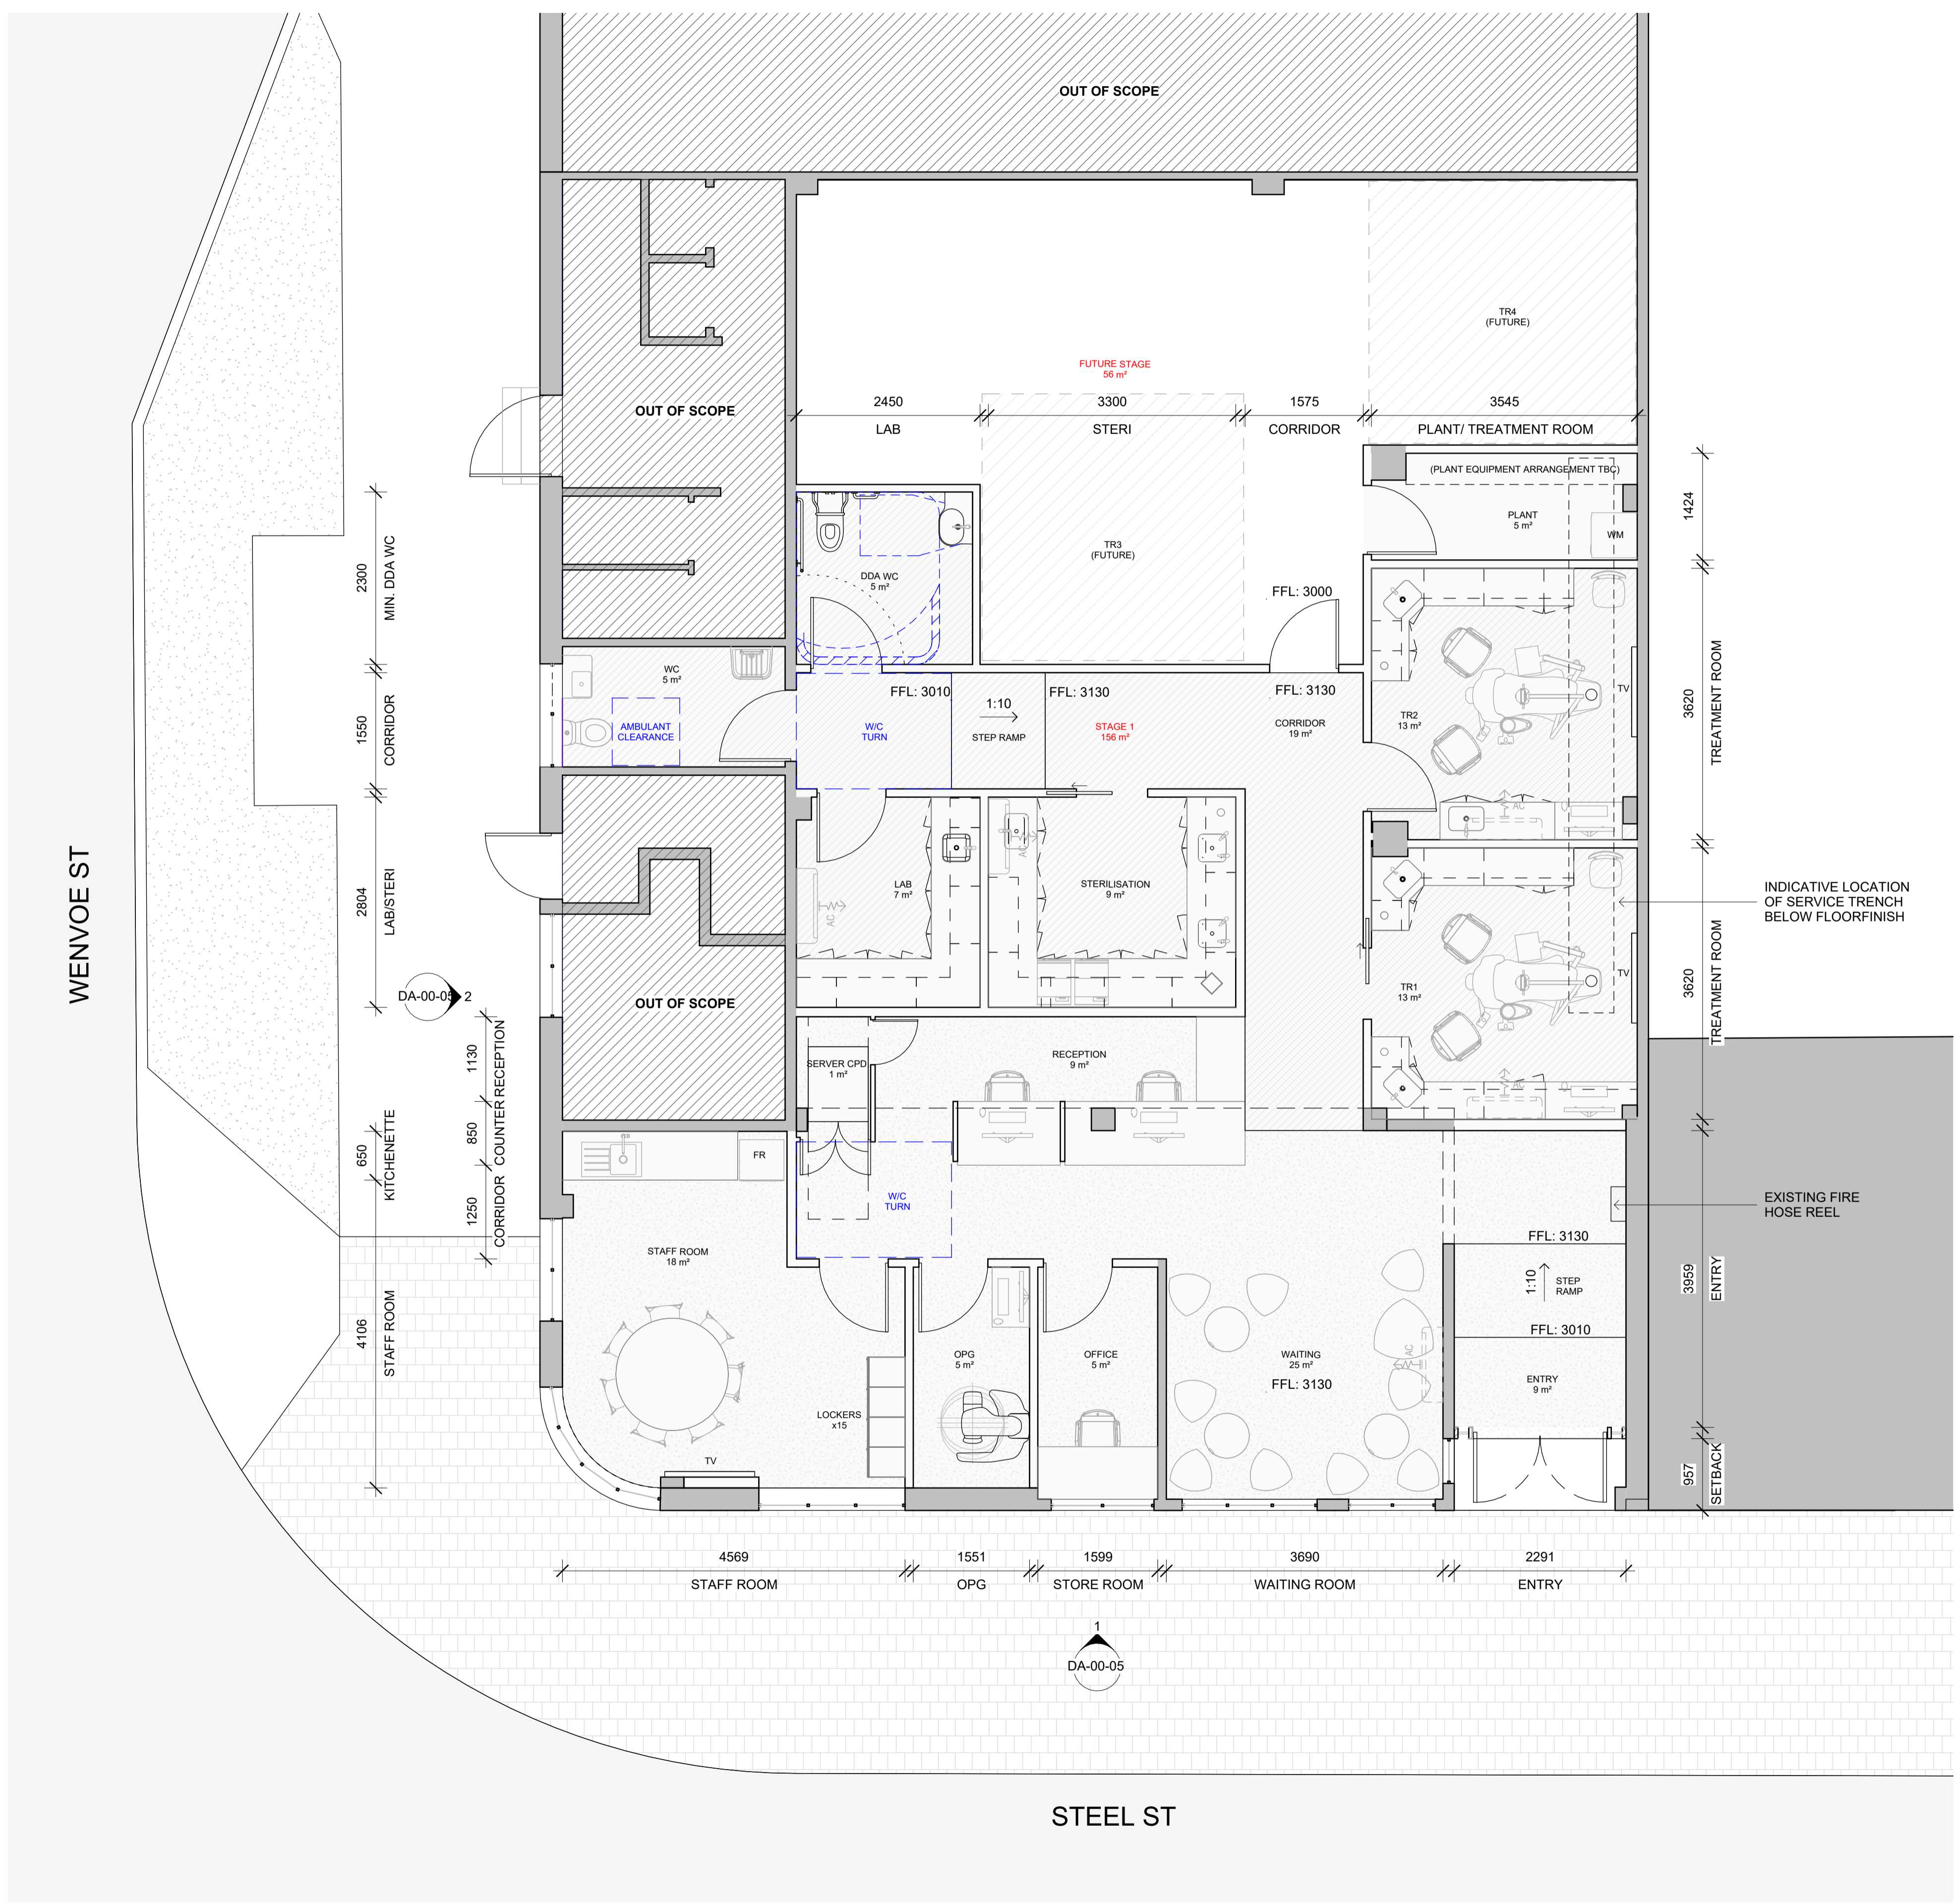 OUT OF SCOPE
TR4
(FUTURE)
FUTURE STAGE
56 m²
OUT OF SCOPE
2450
3300
1575
3545
LAB
STERI
CORRIDOR
PLANT/ TREATMENT ROOM
(PLANT EQUIPMENT ARRANGEMENT TBC)
PLANT
5 m²
WM
1424
TR3
(FUTURE)
DDA WC
5 m²
FFL: 3000
2300
MIN. DDA WC
WC
5 m²
AMBULANT
CLEARANCE
W/C
TURN
FFL: 3010
1:10
STEP RAMP
FFL: 3130
STAGE 1
156 m²
FFL: 3130
CORRIDOR
19 m²
TR2
13 m²
TV
AC
3620
TREATMENT ROOM
1550
CORRIDOR
LAB
7 m²
AC
STERILISATION
9 m²
AC
2804
LAB/STERI
INDICATIVE LOCATION
OF SERVICE TRENCH
BELOW FLOORFINISH
WENVOE ST
DA-00-05
2
OUT OF SCOPE
TR1
13 m²
TV
AC
3620
TREATMENT ROOM
1130
RECEPTION
850
COUNTER
1250
CORRIDOR
SERVER CPD
1 m²
RECEPTION
9 m²
650
KITCHENETTE
FR
W/C
TURN
EXISTING FIRE
HOSE REEL
STAFF ROOM
18 m²
FFL: 3130
1:10
STEP
RAMP
FFL: 3010
3959
ENTRY
4106
STAFF ROOM
OPG
5 m²
OFFICE
5 m²
WAITING
25 m²
FFL: 3130
AC
ENTRY
9 m²
LOCKERS
x15
TV
957
SETBACK
4569
1551
1599
3690
2291
STAFF ROOM
OPG
STORE ROOM
WAITING ROOM
ENTRY
1
DA-00-05
STEEL ST